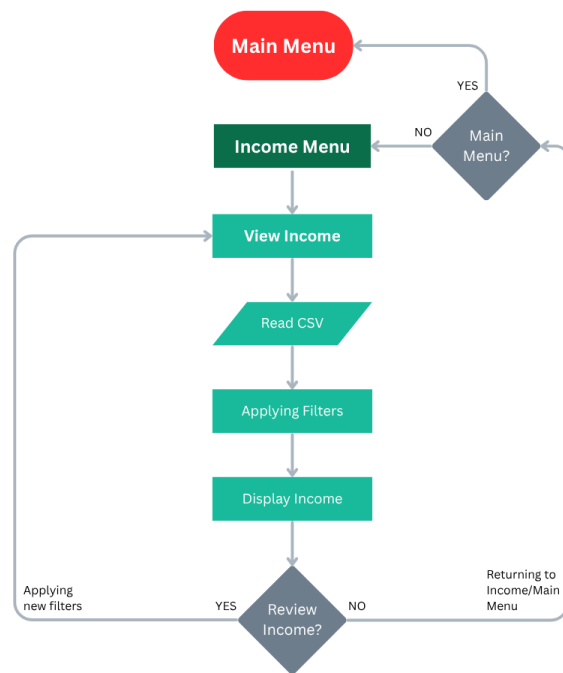 Main Menu
YES
NO
Main
Menu?
Income Menu
View Income
Read CSV
Applying Filters
Display Income
Applying
new filters
YES
Review
Income?
NO
Returning to
Income/Main
Menu